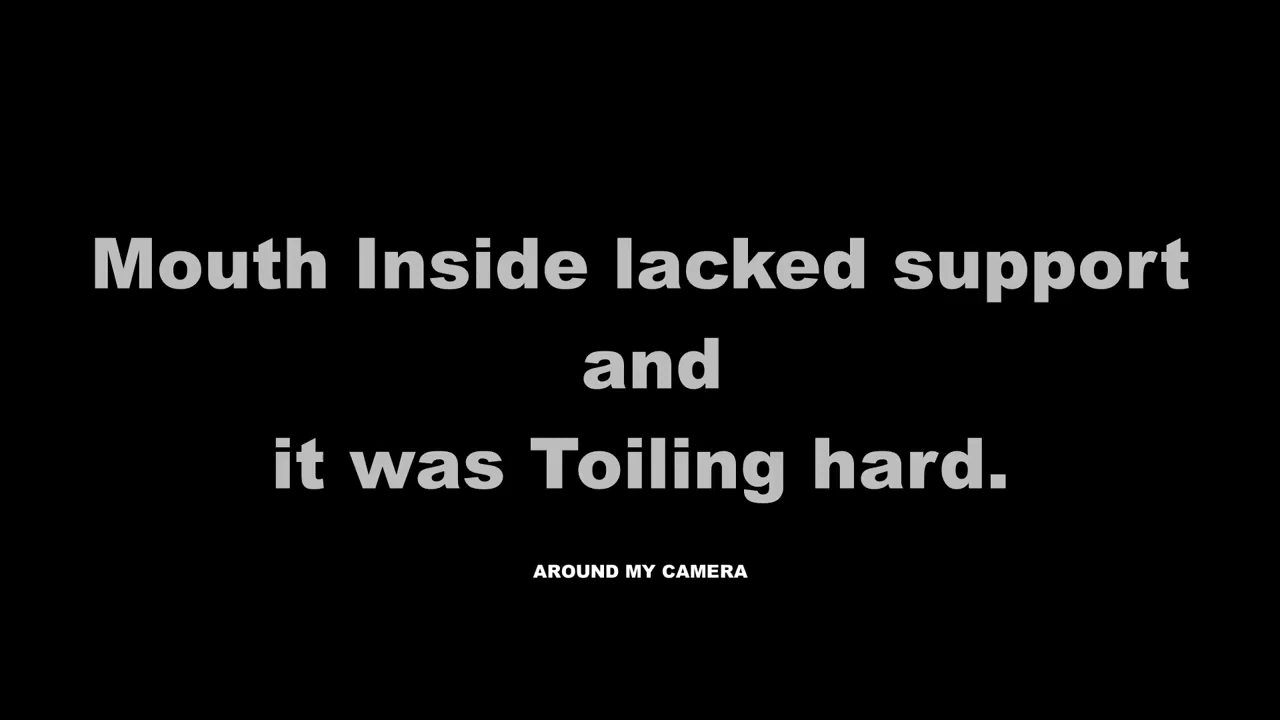 Mouth Inside lacked support
and
it was Toiling hard.
AROUND MY CAMERA